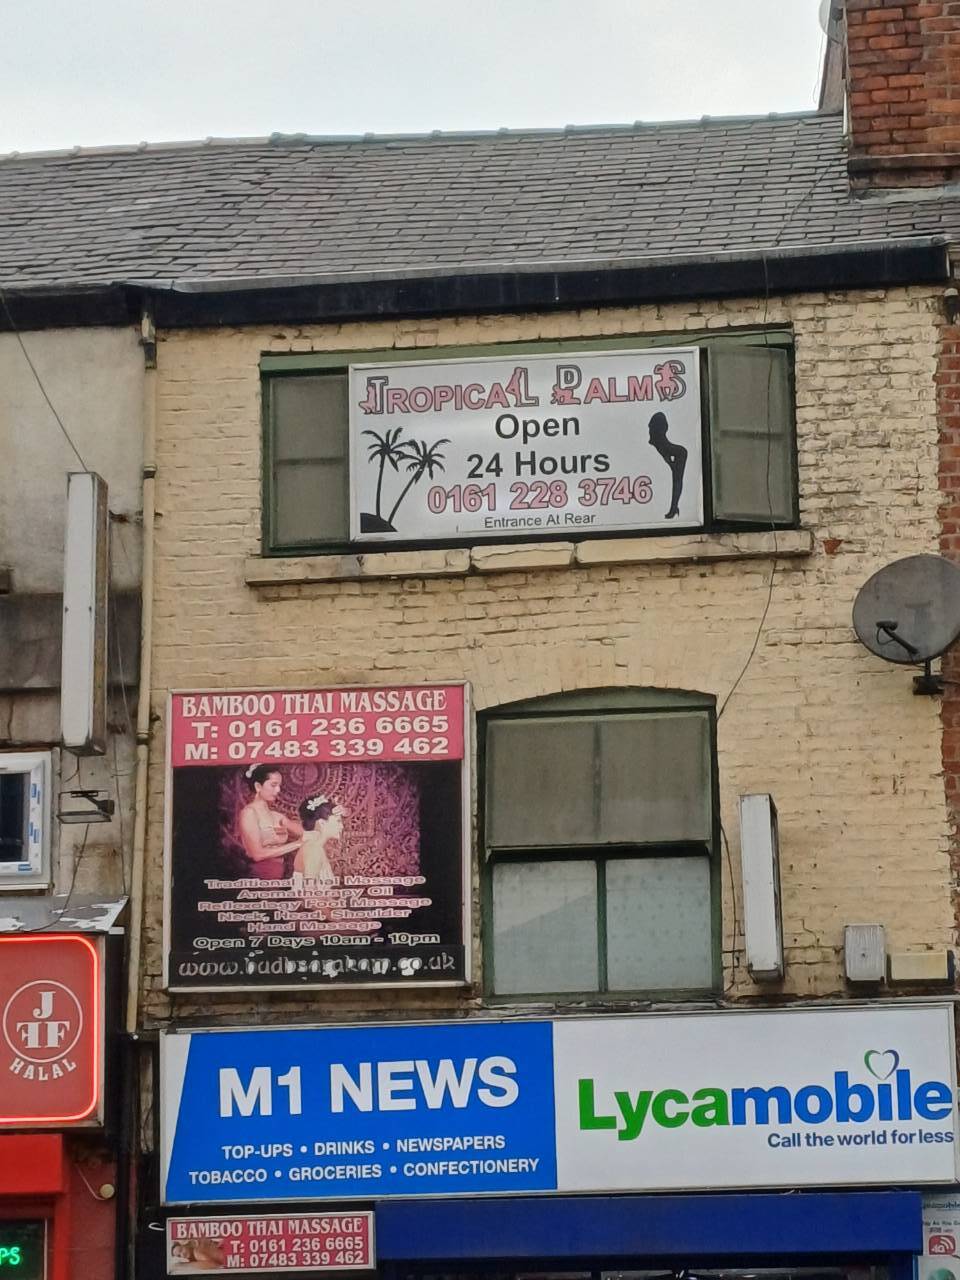 TROPICAL PALMS
Open
24 Hours
0161 228 3746
Entrance At Rear
BAMBOO THAI MASSAGE
T: 0161 236 6665
M: 07483 339 462
Traditional Thai Massage
Aromatherapy Oil
Reflexology Foot Massage
Neck, Head, Shoulder
Hand Massage
Open 7 Days 10am - 10pm
J
FF
HALAL
M1 NEWS
TOP-UPS • DRINKS • NEWSPAPERS
TOBACCO • GROCERIES • CONFECTIONERY
Lycamobile
Call the world for less
BAMBOO THAI MASSAGE
T: 0161 236 6665
M: 07483 339 462
PS
4G